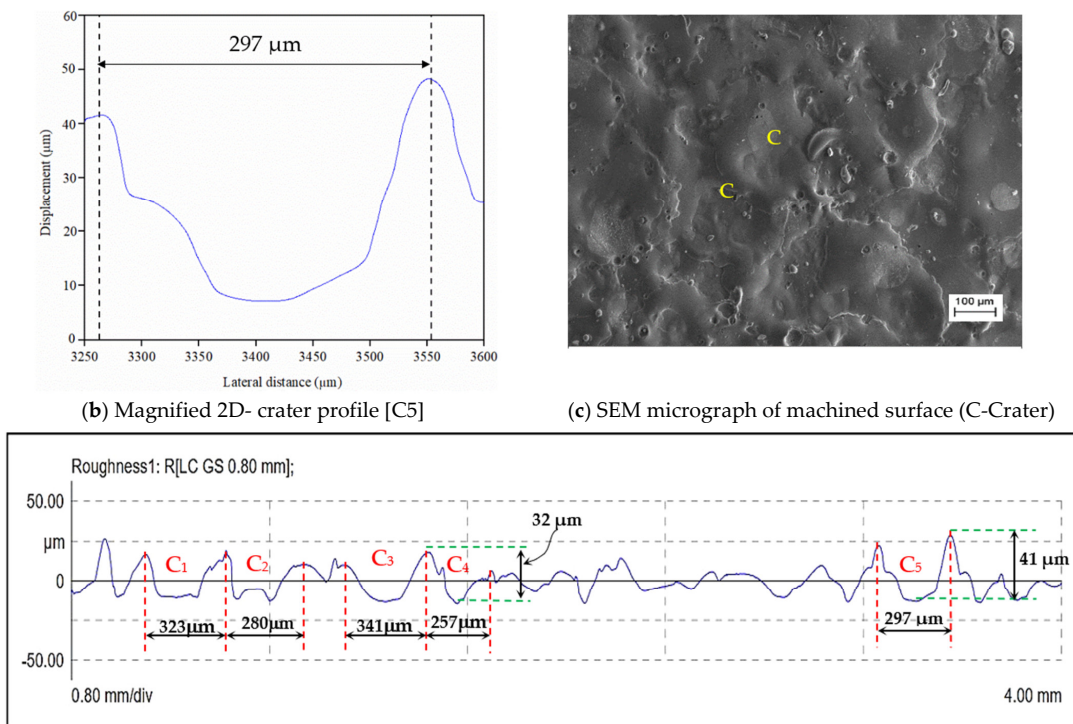 60
50
40
30
20
10
0
Displacement (µm)
297 µm
3250 3300 3350 3400 3450 3500 3550 3600
Lateral distance (µm)
C
C
100 µm
(b) Magnified 2D- crater profile [C5]
(c) SEM micrograph of machined surface (C-Crater)
Roughness1: R[LC GS 0.80 mm];
50.00
µm
0
-50.00
C1 C2 C3 C4 C5
32 µm
41 µm
323µm 280µm 341µm 257µm 297 µm
0.80 mm/div 4.00 mm